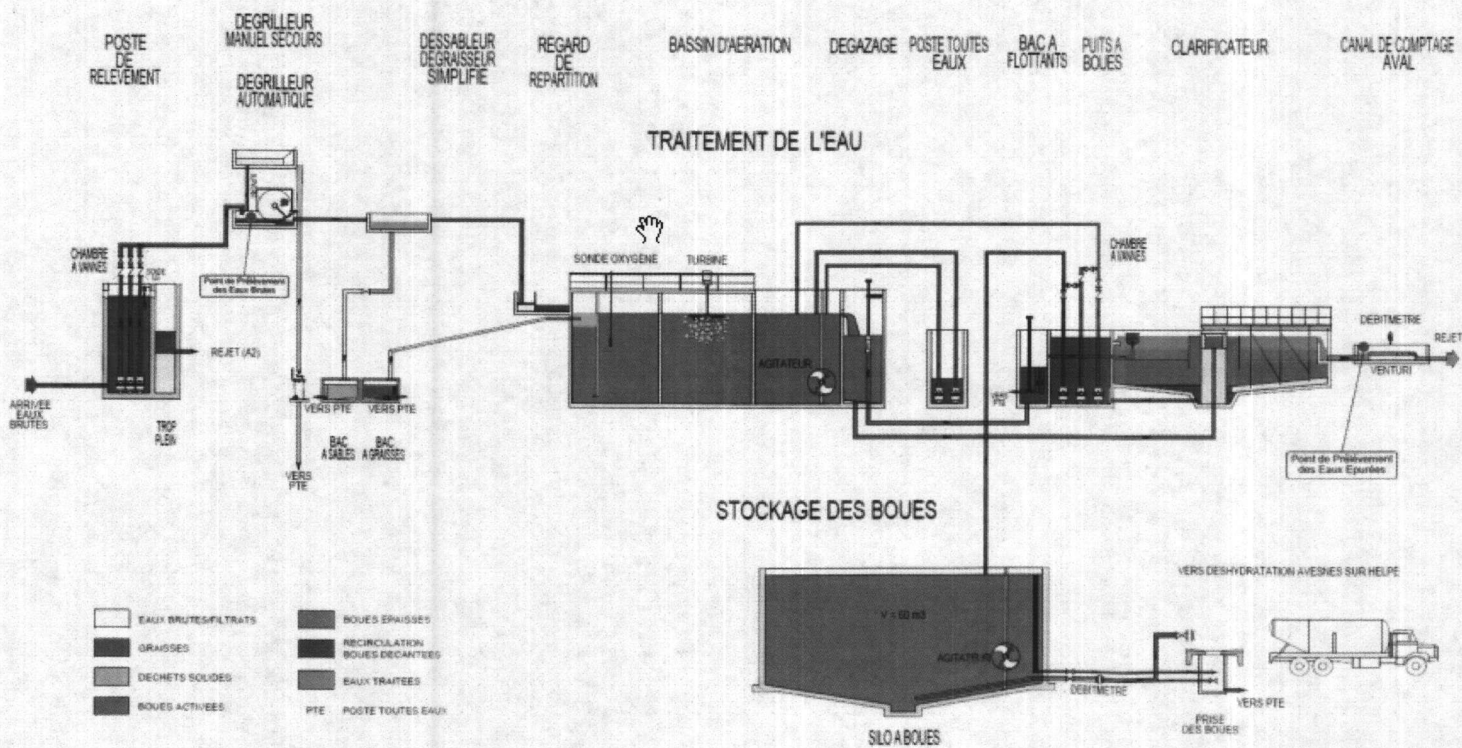 POSTE
DE
RELEVEMENT
DEGRILLEUR
MANUEL SECOURS
DEGRILLEUR
AUTOMATIQUE
DESSABLEUR
DEGRAISSEUR
SIMPLIFIE
REGARD
DE
REPARTITION
BASSIN D'AERATION
DEGAZAGE
POSTE TOUTES
EAUX
BAC A
FLOTTANTS
PUITS A
BOUES
CLARIFICATEUR
CANAL DE COMPTAGE
AVAL
TRAITEMENT DE L'EAU
CHAMBRE
A VANNES
Point de Prélèvement
des Eaux Brutes
REJET (A2)
ARRIVEE
EAUX
BRUTES
TROP
PLEIN
VERS
PTE
VERS PTE
VERS PTE
BAC
A SABLES
BAC
A GRAISSES
SONDE OXYGENE
TURBINE
AGITATEUR
CHAMBRE
A VANNES
VERS
PTE
DEBITMETRE
REJET
VENTURI
Point de Prélèvement
des Eaux Epurées
STOCKAGE DES BOUES
V = 50 m3
AGITATEUR
DEBITMETRE
SILO A BOUES
VERS DESHYDRATATION AVESNES SUR HELPE
VERS PTE
PRISE
DES BOUES
EAUX BRUTES/FILTRATS
GRAISSES
DECHETS SOLIDES
BOUES ACTIVEES
BOUES EPAISSES
RECIRCULATION
BOUES DECANTEES
EAUX TRAITEES
PTE POSTE TOUTES EAUX